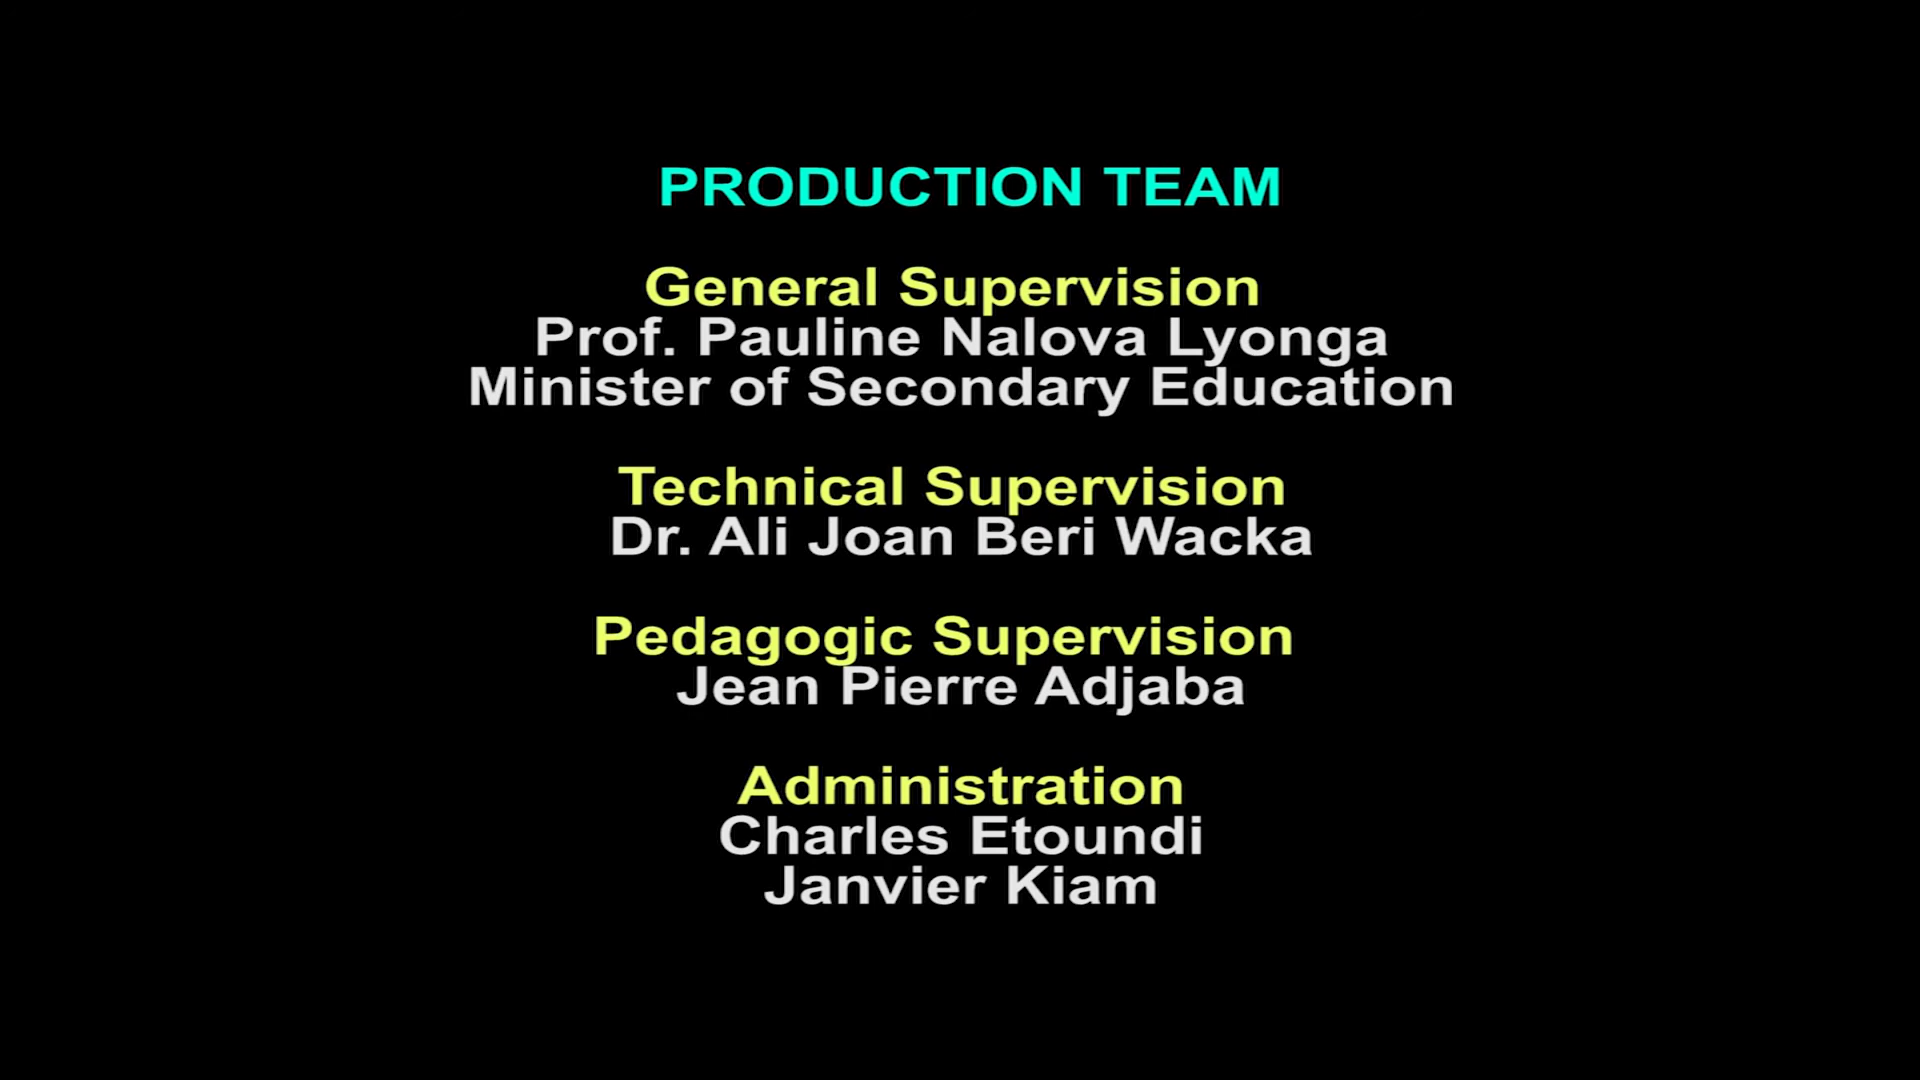 PRODUCTION TEAM
General Supervision
Prof. Pauline Nalova Lyonga
Minister of Secondary Education
Technical Supervision
Dr. Ali Joan Beri Wacka
Pedagogic Supervision
Jean Pierre Adjaba
Administration
Charles Etoundi
Janvier Kiam